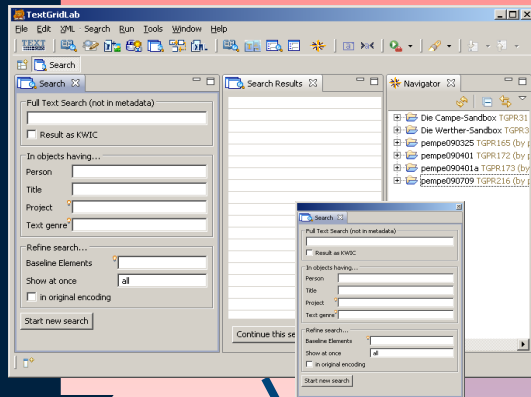 TextGridLab
File Edit XML Search Run Tools Window Help
TEXT
Search
Search
Full Text Search (not in metadata)
Result as KWIC
In objects having...
Person
Title
Project
Text genre
Refine search...
Baseline Elements
Show at once all
in original encoding
Start new search
Search Results
Continue this se
Navigator
Die Campe-Sandbox TGPR31
Die Werther-Sandbox TGPR3
pempe090325 TGPR165 (by p
pempe090401 TGPR172 (by p
pempe090401a TGPR173 (by
pempe090709 TGPR216 (by p
Search
Full Text Search (not in metadata)
Result as KWIC
In objects having...
Person
Title
Project
Text genre
Refine search...
Baseline Elements
Show at once all
in original encoding
Start new search